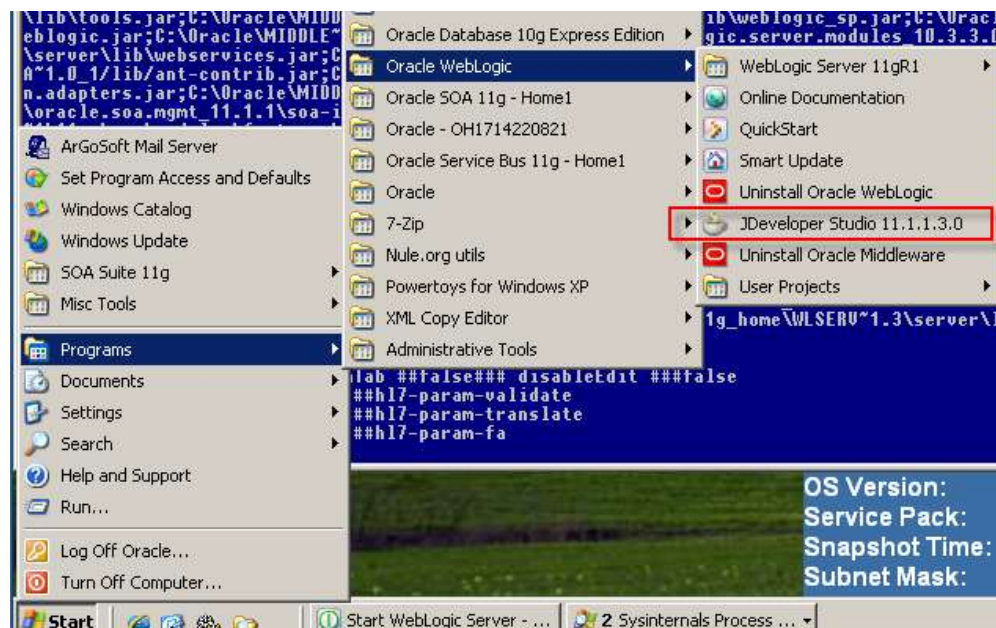 \lib\tools.jar;C:\Oracle\MIDD
eblogic.jar;C:\Oracle\MIDDLE~
\server\lib\webservices.jar;C
A~1.0_1/lib/ant-contrib.jar;C
n.adapters.jar;C:\Oracle\MIDD
\oracle.soa.mgmt_11.1.1\soa-i
ib\weblogic_sp.jar;C:\Oracl
gic.server.modules_10.3.3.0
ArGoSoft Mail Server
Set Program Access and Defaults
Windows Catalog
Windows Update
SOA Suite 11g
Misc Tools
Programs
Documents
Settings
Search
Help and Support
Run...
Log Off Oracle...
Turn Off Computer...
Oracle Database 10g Express Edition
Oracle WebLogic
Oracle SOA 11g - Home1
Oracle - OH1714220821
Oracle Service Bus 11g - Home1
Oracle
7-Zip
Nule.org utils
Powertoys for Windows XP
XML Copy Editor
Administrative Tools
WebLogic Server 11gR1
Online Documentation
QuickStart
Smart Update
Uninstall Oracle WebLogic
JDeveloper Studio 11.1.1.3.0
Uninstall Oracle Middleware
User Projects
1g_home\WLSERV~1.3\server\l
lab ##false### disableEdit ###false
##hl7-param-validate
##hl7-param-translate
##hl7-param-fa
OS Version:
Service Pack:
Snapshot Time:
Subnet Mask:
Start
Start WebLogic Server - ...
2 Sysinternals Process ...